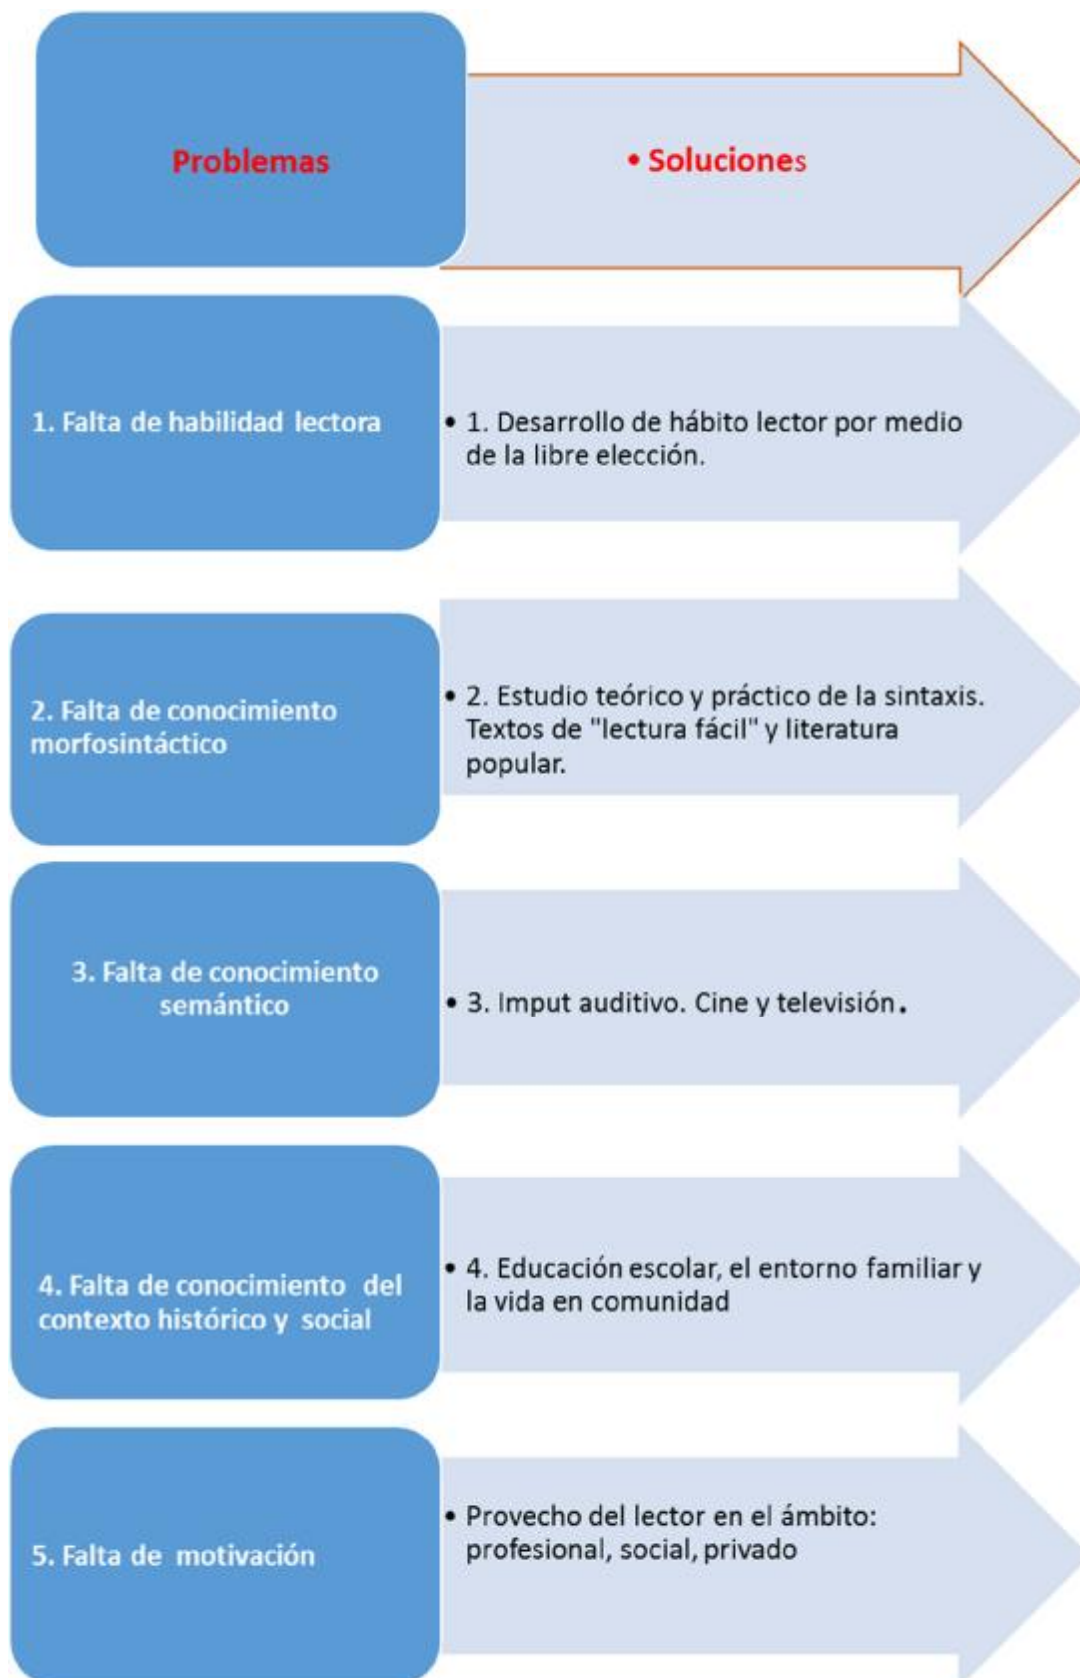 Problemas
• Soluciones
1. Falta de habilidad lectora
• 1. Desarrollo de hábito lector por medio
de la libre elección.
2. Falta de conocimiento
morfosintáctico
• 2. Estudio teórico y práctico de la sintaxis.
Textos de "lectura fácil" y literatura
popular.
3. Falta de conocimiento
semántico
• 3. Imput auditivo. Cine y televisión.
4. Falta de conocimiento del
contexto histórico y social
• 4. Educación escolar, el entorno familiar y
la vida en comunidad
5. Falta de motivación
• Provecho del lector en el ámbito:
profesional, social, privado